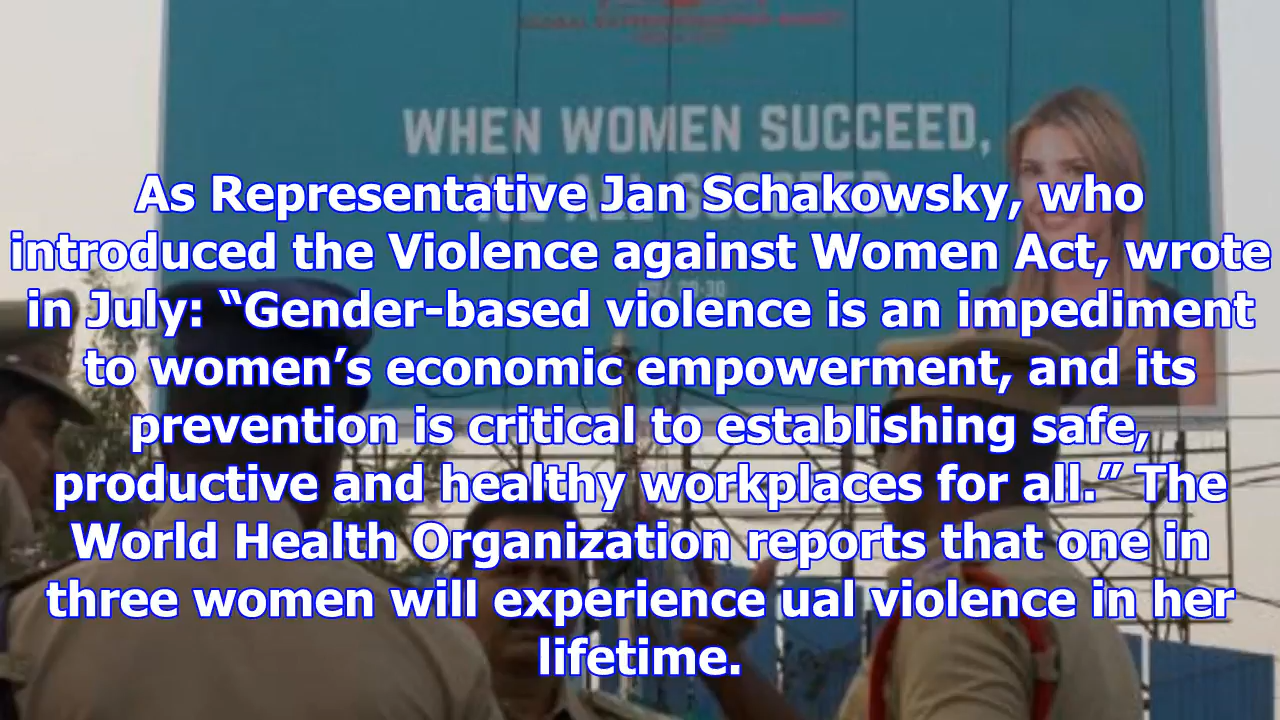 WHEN WOMEN SUCCEED,
WE ALL SUCCEED.
As Representative Jan Schakowsky, who
introduced the Violence against Women Act, wrote
in July: “Gender-based violence is an impediment
to women’s economic empowerment, and its
prevention is critical to establishing safe,
productive and healthy workplaces for all.” The
World Health Organization reports that one in
three women will experience ual violence in her
lifetime.